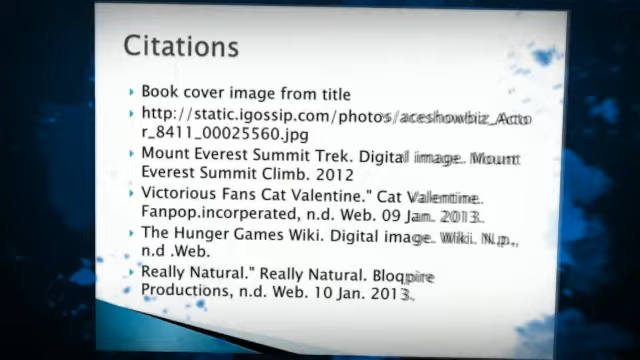 Citations
Book cover image from title
http://static.igossip.com/photos/aceshowbiz_Acto
r_8411_00025560.jpg
Mount Everest Summit Trek. Digital image. Mount
Everest Summit Climb. 2012
Victorious Fans Cat Valentine." Cat Valentine.
Fanpop.incorperated, n.d. Web. 09 Jan. 2013.
The Hunger Games Wiki. Digital image. Wiki. N.p.,
n.d .Web.
"Really Natural." Really Natural. Blogpire
Productions, n.d. Web. 10 Jan. 2013.